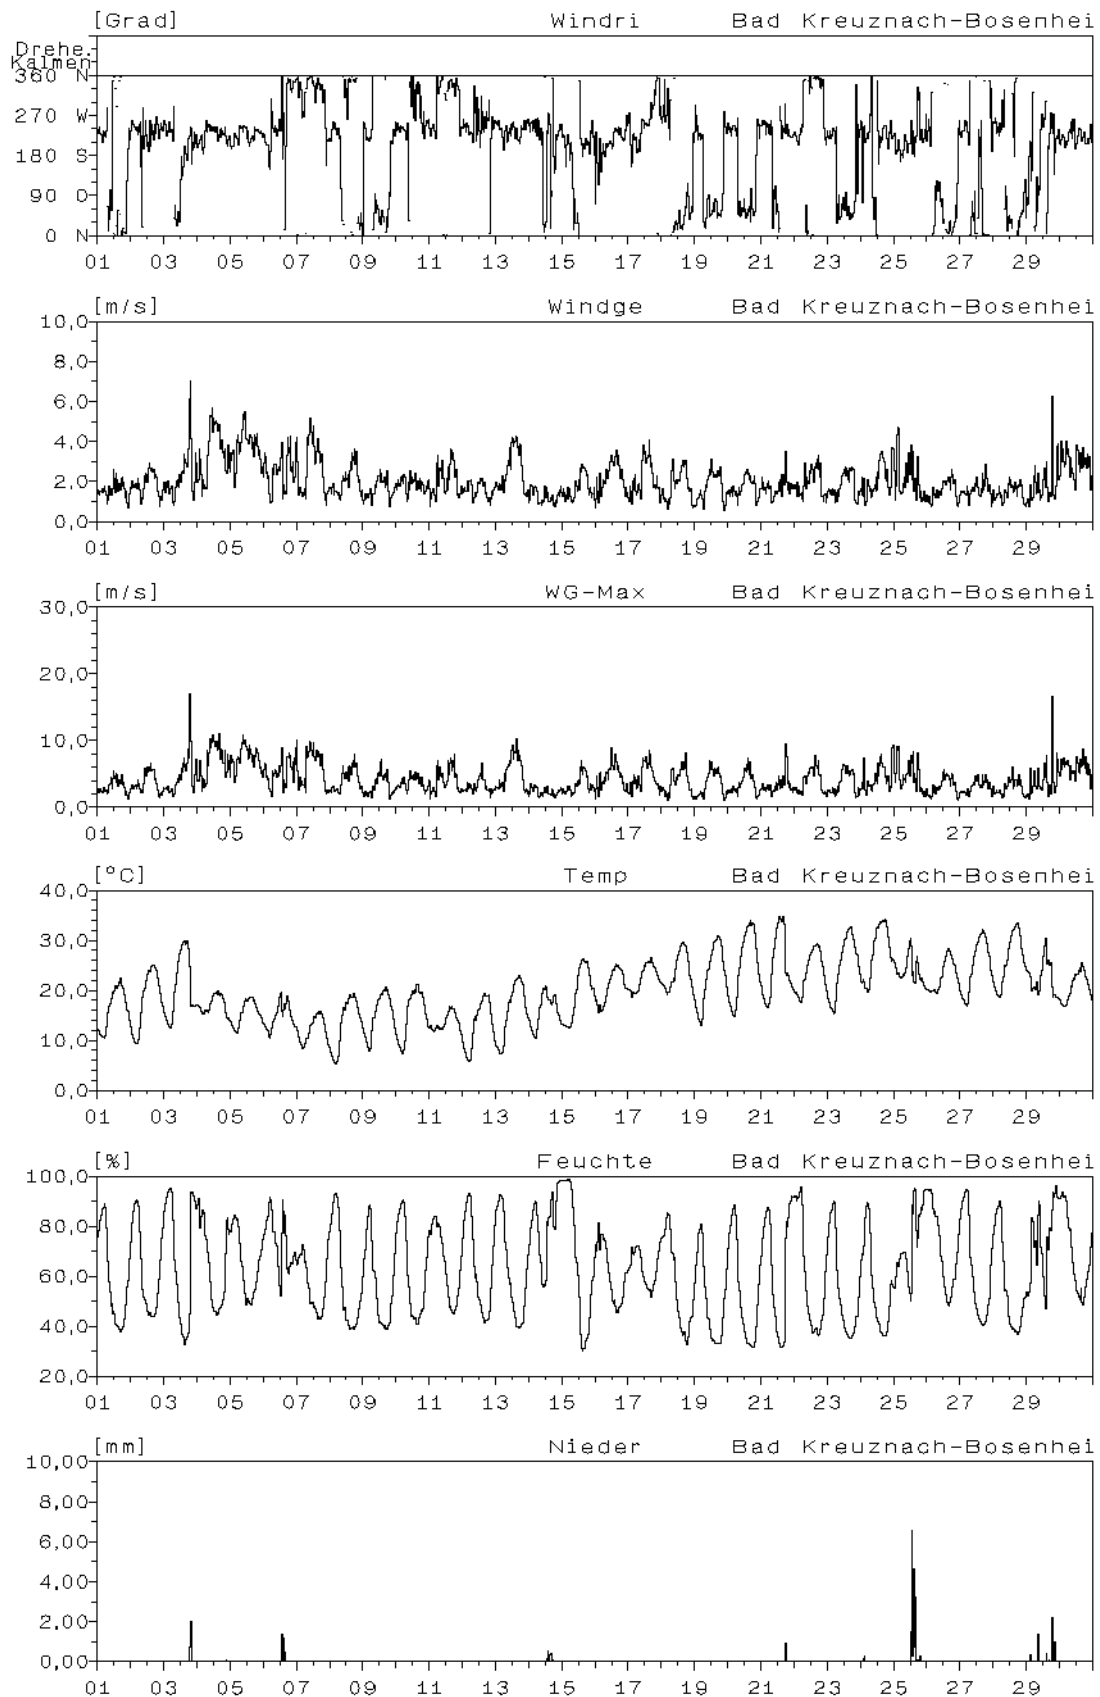 [Grad] Windri Bad Kreuznach-Bosenhei
Drehe.
Kalmen
360 N
270 W
180 S
90 O
0 N
01 03 05 07 09 11 13 15 17 19 21 23 25 27 29
[m/s] Windge Bad Kreuznach-Bosenhei
10,0
8,0
6,0
4,0
2,0
0,0
01 03 05 07 09 11 13 15 17 19 21 23 25 27 29
[m/s] WG-Max Bad Kreuznach-Bosenhei
30,0
20,0
10,0
0,0
01 03 05 07 09 11 13 15 17 19 21 23 25 27 29
[°C] Temp Bad Kreuznach-Bosenhei
40,0
30,0
20,0
10,0
0,0
01 03 05 07 09 11 13 15 17 19 21 23 25 27 29
[%] Feuchte Bad Kreuznach-Bosenhei
100,0
80,0
60,0
40,0
20,0
01 03 05 07 09 11 13 15 17 19 21 23 25 27 29
[mm] Nieder Bad Kreuznach-Bosenhei
10,00
8,00
6,00
4,00
2,00
0,00
01 03 05 07 09 11 13 15 17 19 21 23 25 27 29